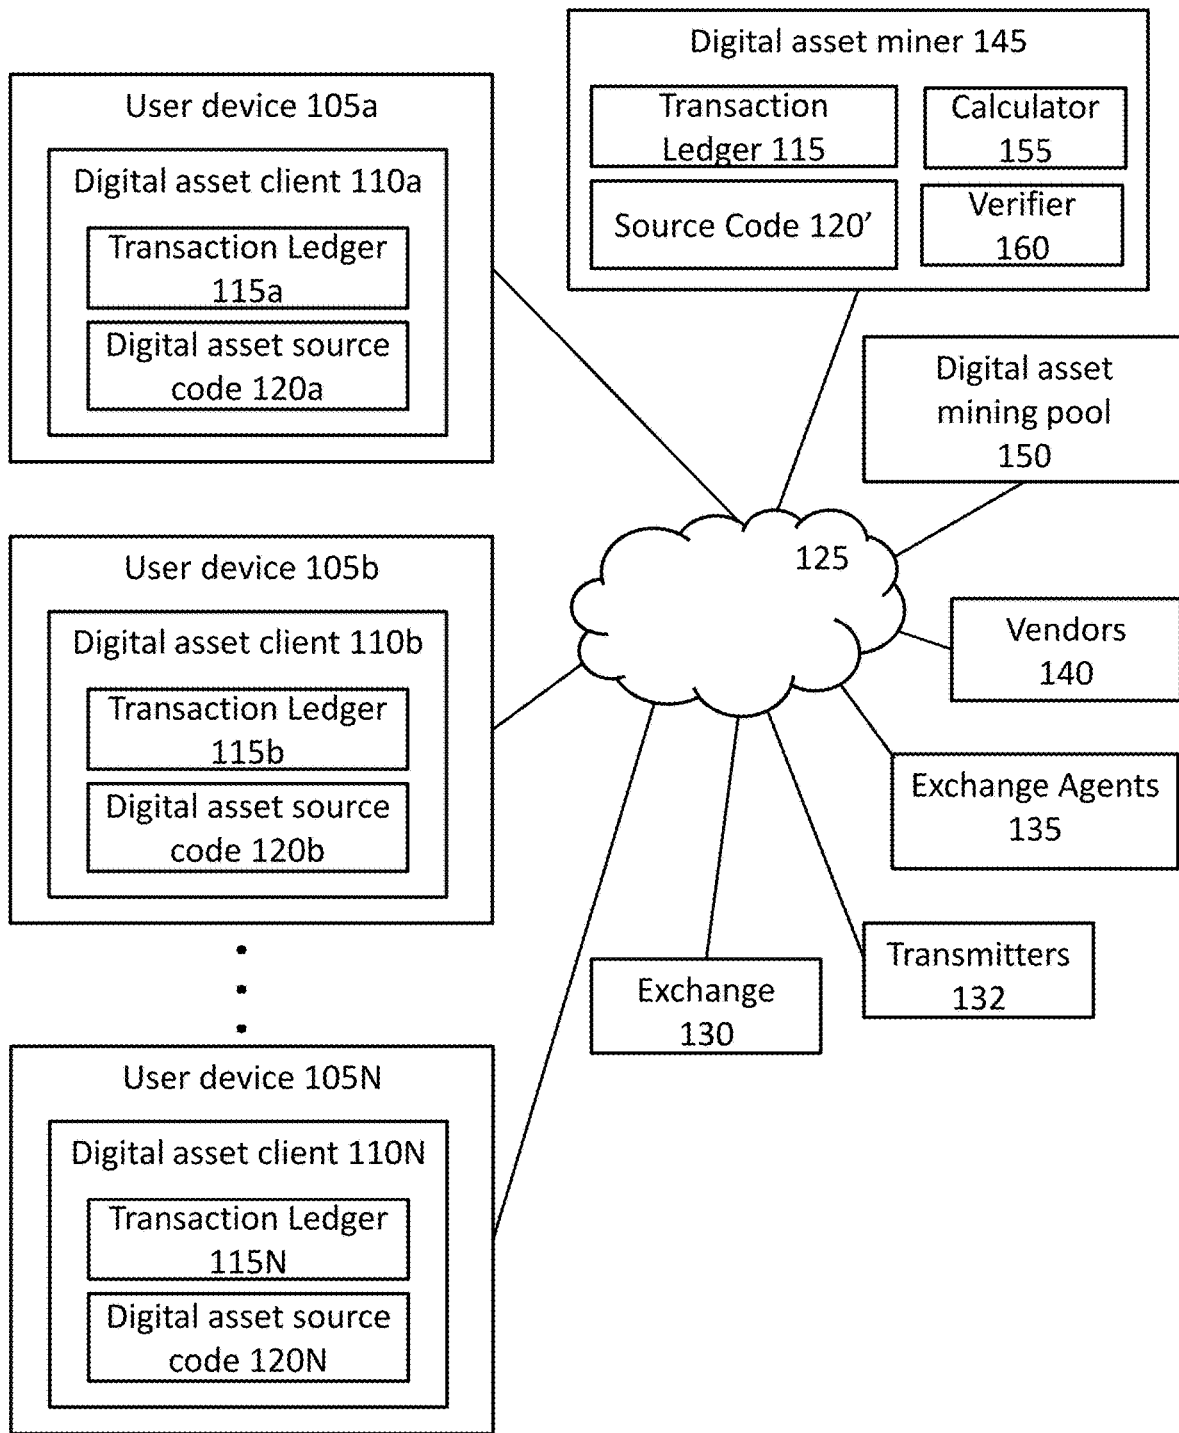 Digital asset miner 145
Transaction
Ledger 115
Calculator
155
Source Code 120’
Verifier
160
User device 105a
Digital asset client 110a
Transaction Ledger
115a
Digital asset source
code 120a
Digital asset
mining pool
150
125
User device 105b
Digital asset client 110b
Transaction Ledger
115b
Digital asset source
code 120b
Vendors
140
Exchange Agents
135
Transmitters
132
Exchange
130
User device 105N
Digital asset client 110N
Transaction Ledger
115N
Digital asset source
code 120N